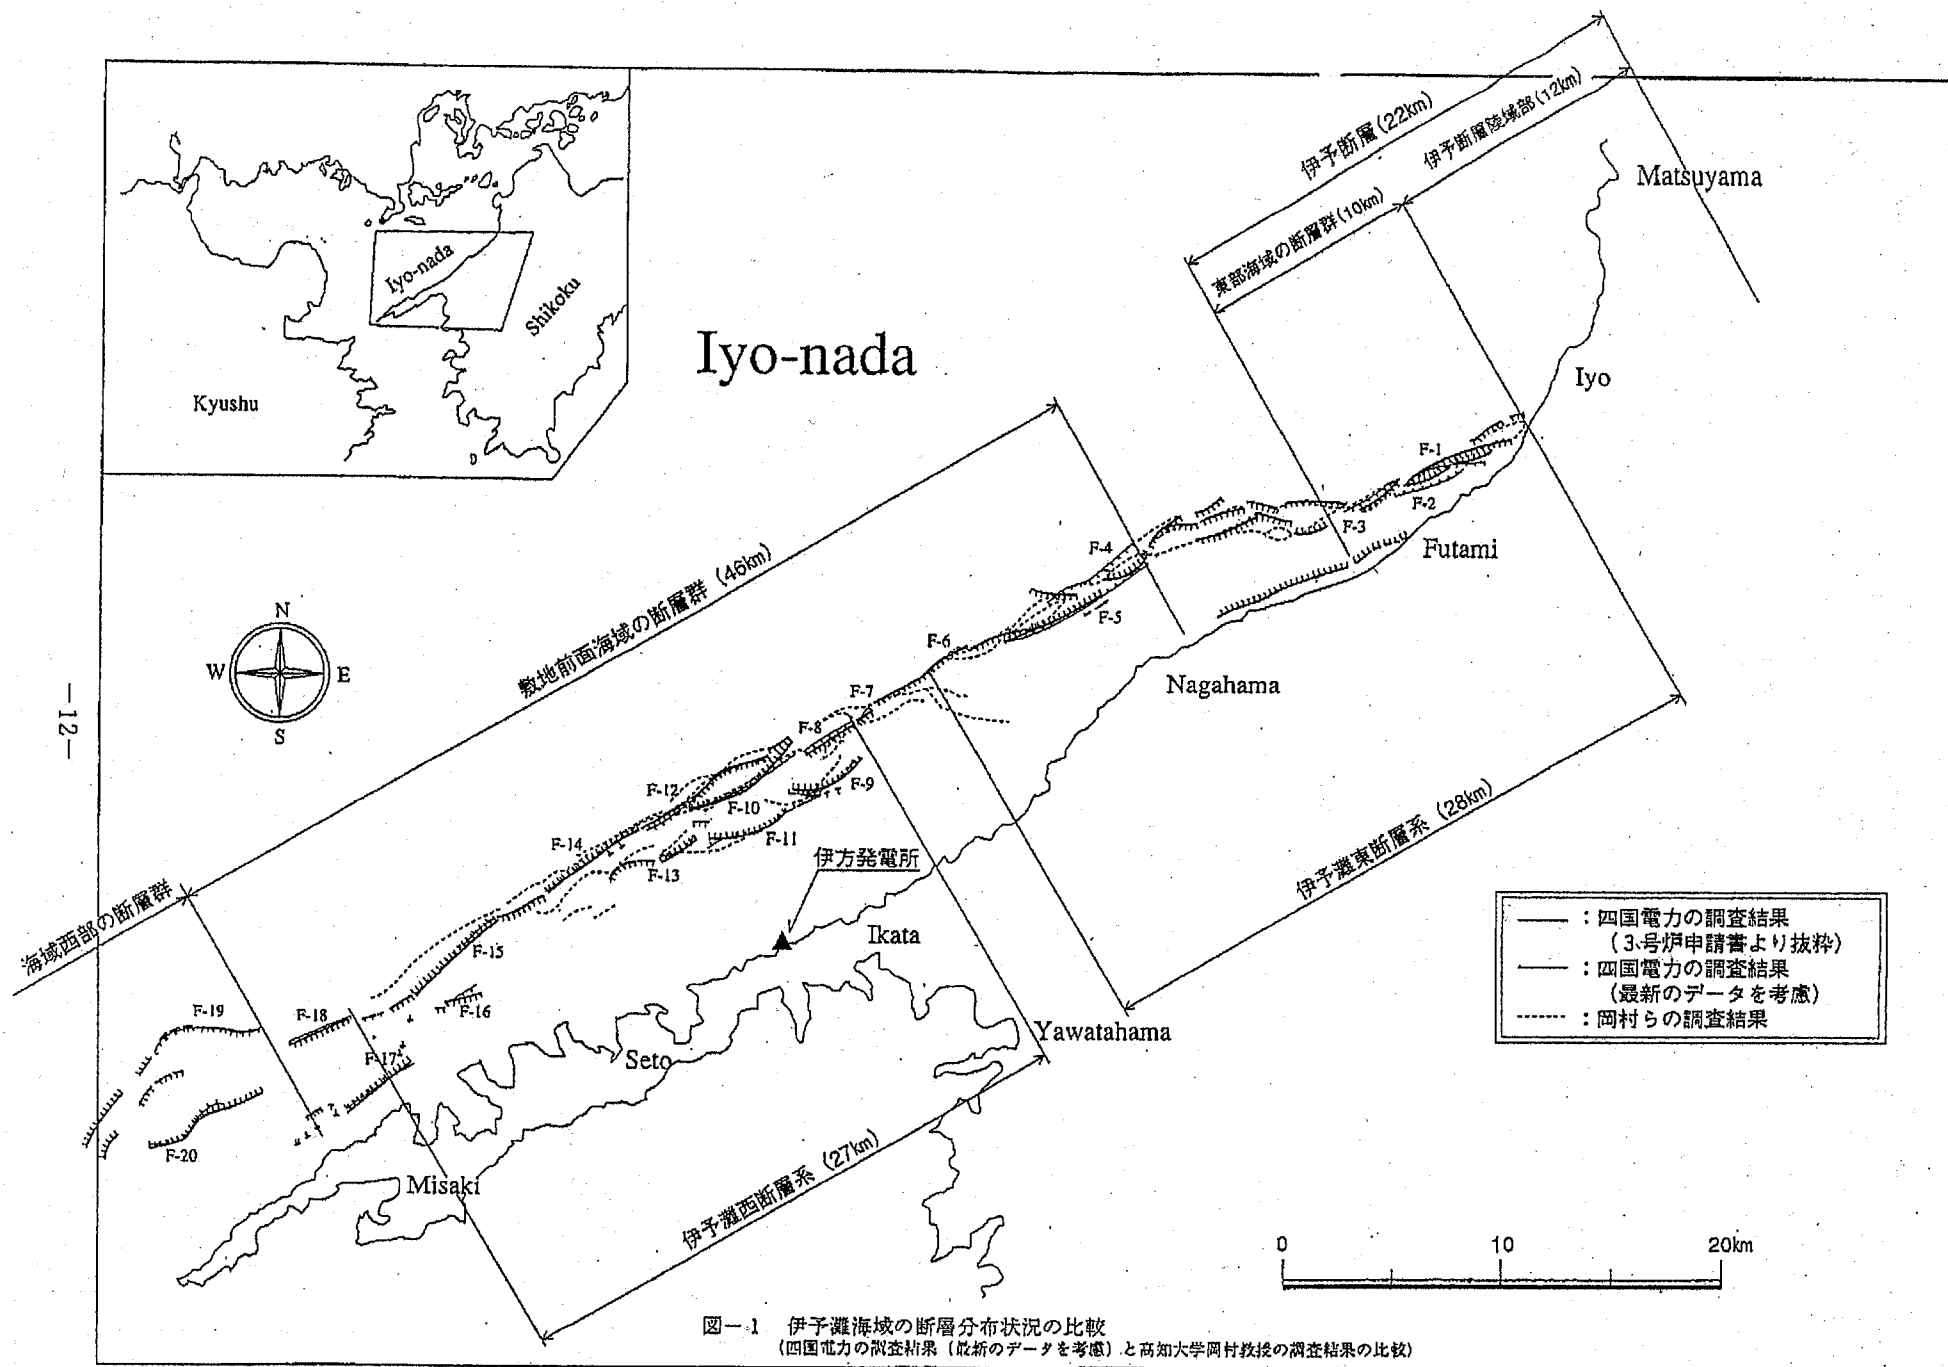 伊予断層(22km)
伊予断層陸域部(12km)
東部海域の断層群(10km)
Matsuyama
Iyo-nada
Shikoku
Kyushu
Iyo-nada
Iyo
F-1
F-2
F-3
Futami
F-4
F-5
F-6
Nagahama
敷地前面海域の断層群(46km)
N
W
E
S
F-7
F-8
F-9
F-10
F-11
F-12
F-13
F-14
伊方発電所
Ikata
伊予灘東断層系(28km)
海域西部の断層群
F-15
F-16
F-17
F-18
F-19
F-20
Seto
Yawatahama
Misaki
伊予灘西断層系(27km)
:四国電力の調査結果
(3号炉申請書より抜粋)
:四国電力の調査結果
(最新のデータを考慮)
:岡村らの調査結果
0 10 20km
図-1 伊予灘海域の断層分布状況の比較
(四国電力の調査結果(最新のデータを考慮)と高知大学岡村教授の調査結果の比較)
-12-